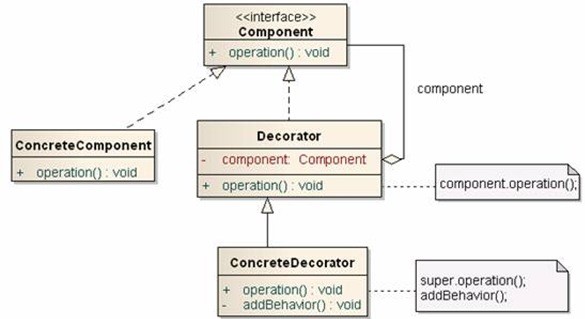 <<interface>>
Component
+ operation() : void
component
ConcreteComponent
+ operation() : void
Decorator
- component: Component
+ operation() : void
component.operation();
ConcreteDecorator
+ operation() : void
- addBehavior() : void
super.operation();
addBehavior();